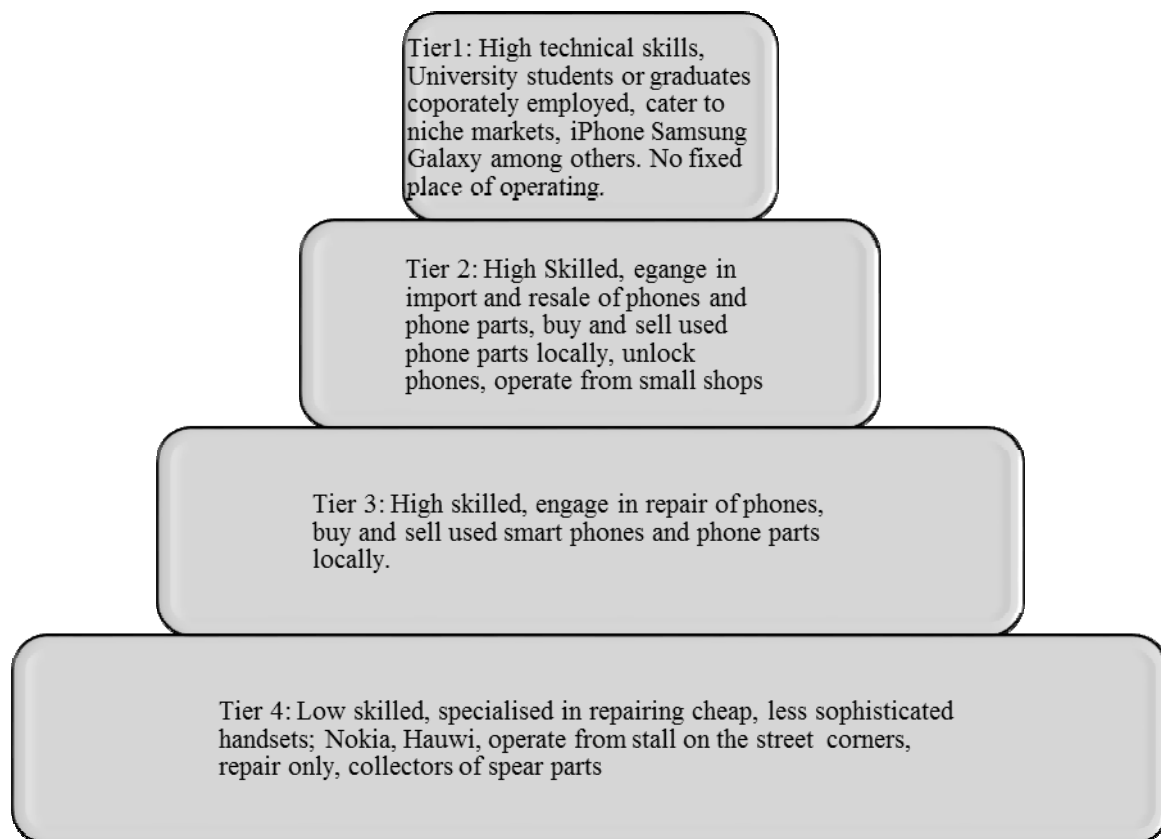 Tier1: High technical skills,
University students or graduates
coporately employed, cater to
niche markets, iPhone Samsung
Galaxy among others. No fixed
place of operating.
Tier 2: High Skilled, egange in
import and resale of phones and
phone parts, buy and sell used
phone parts locally, unlock
phones, operate from small shops
Tier 3: High skilled, engage in repair of phones,
buy and sell used smart phones and phone parts
locally.
Tier 4: Low skilled, specialised in repairing cheap, less sophisticated
handsets; Nokia, Hauwi, operate from stall on the street corners,
repair only, collectors of spear parts